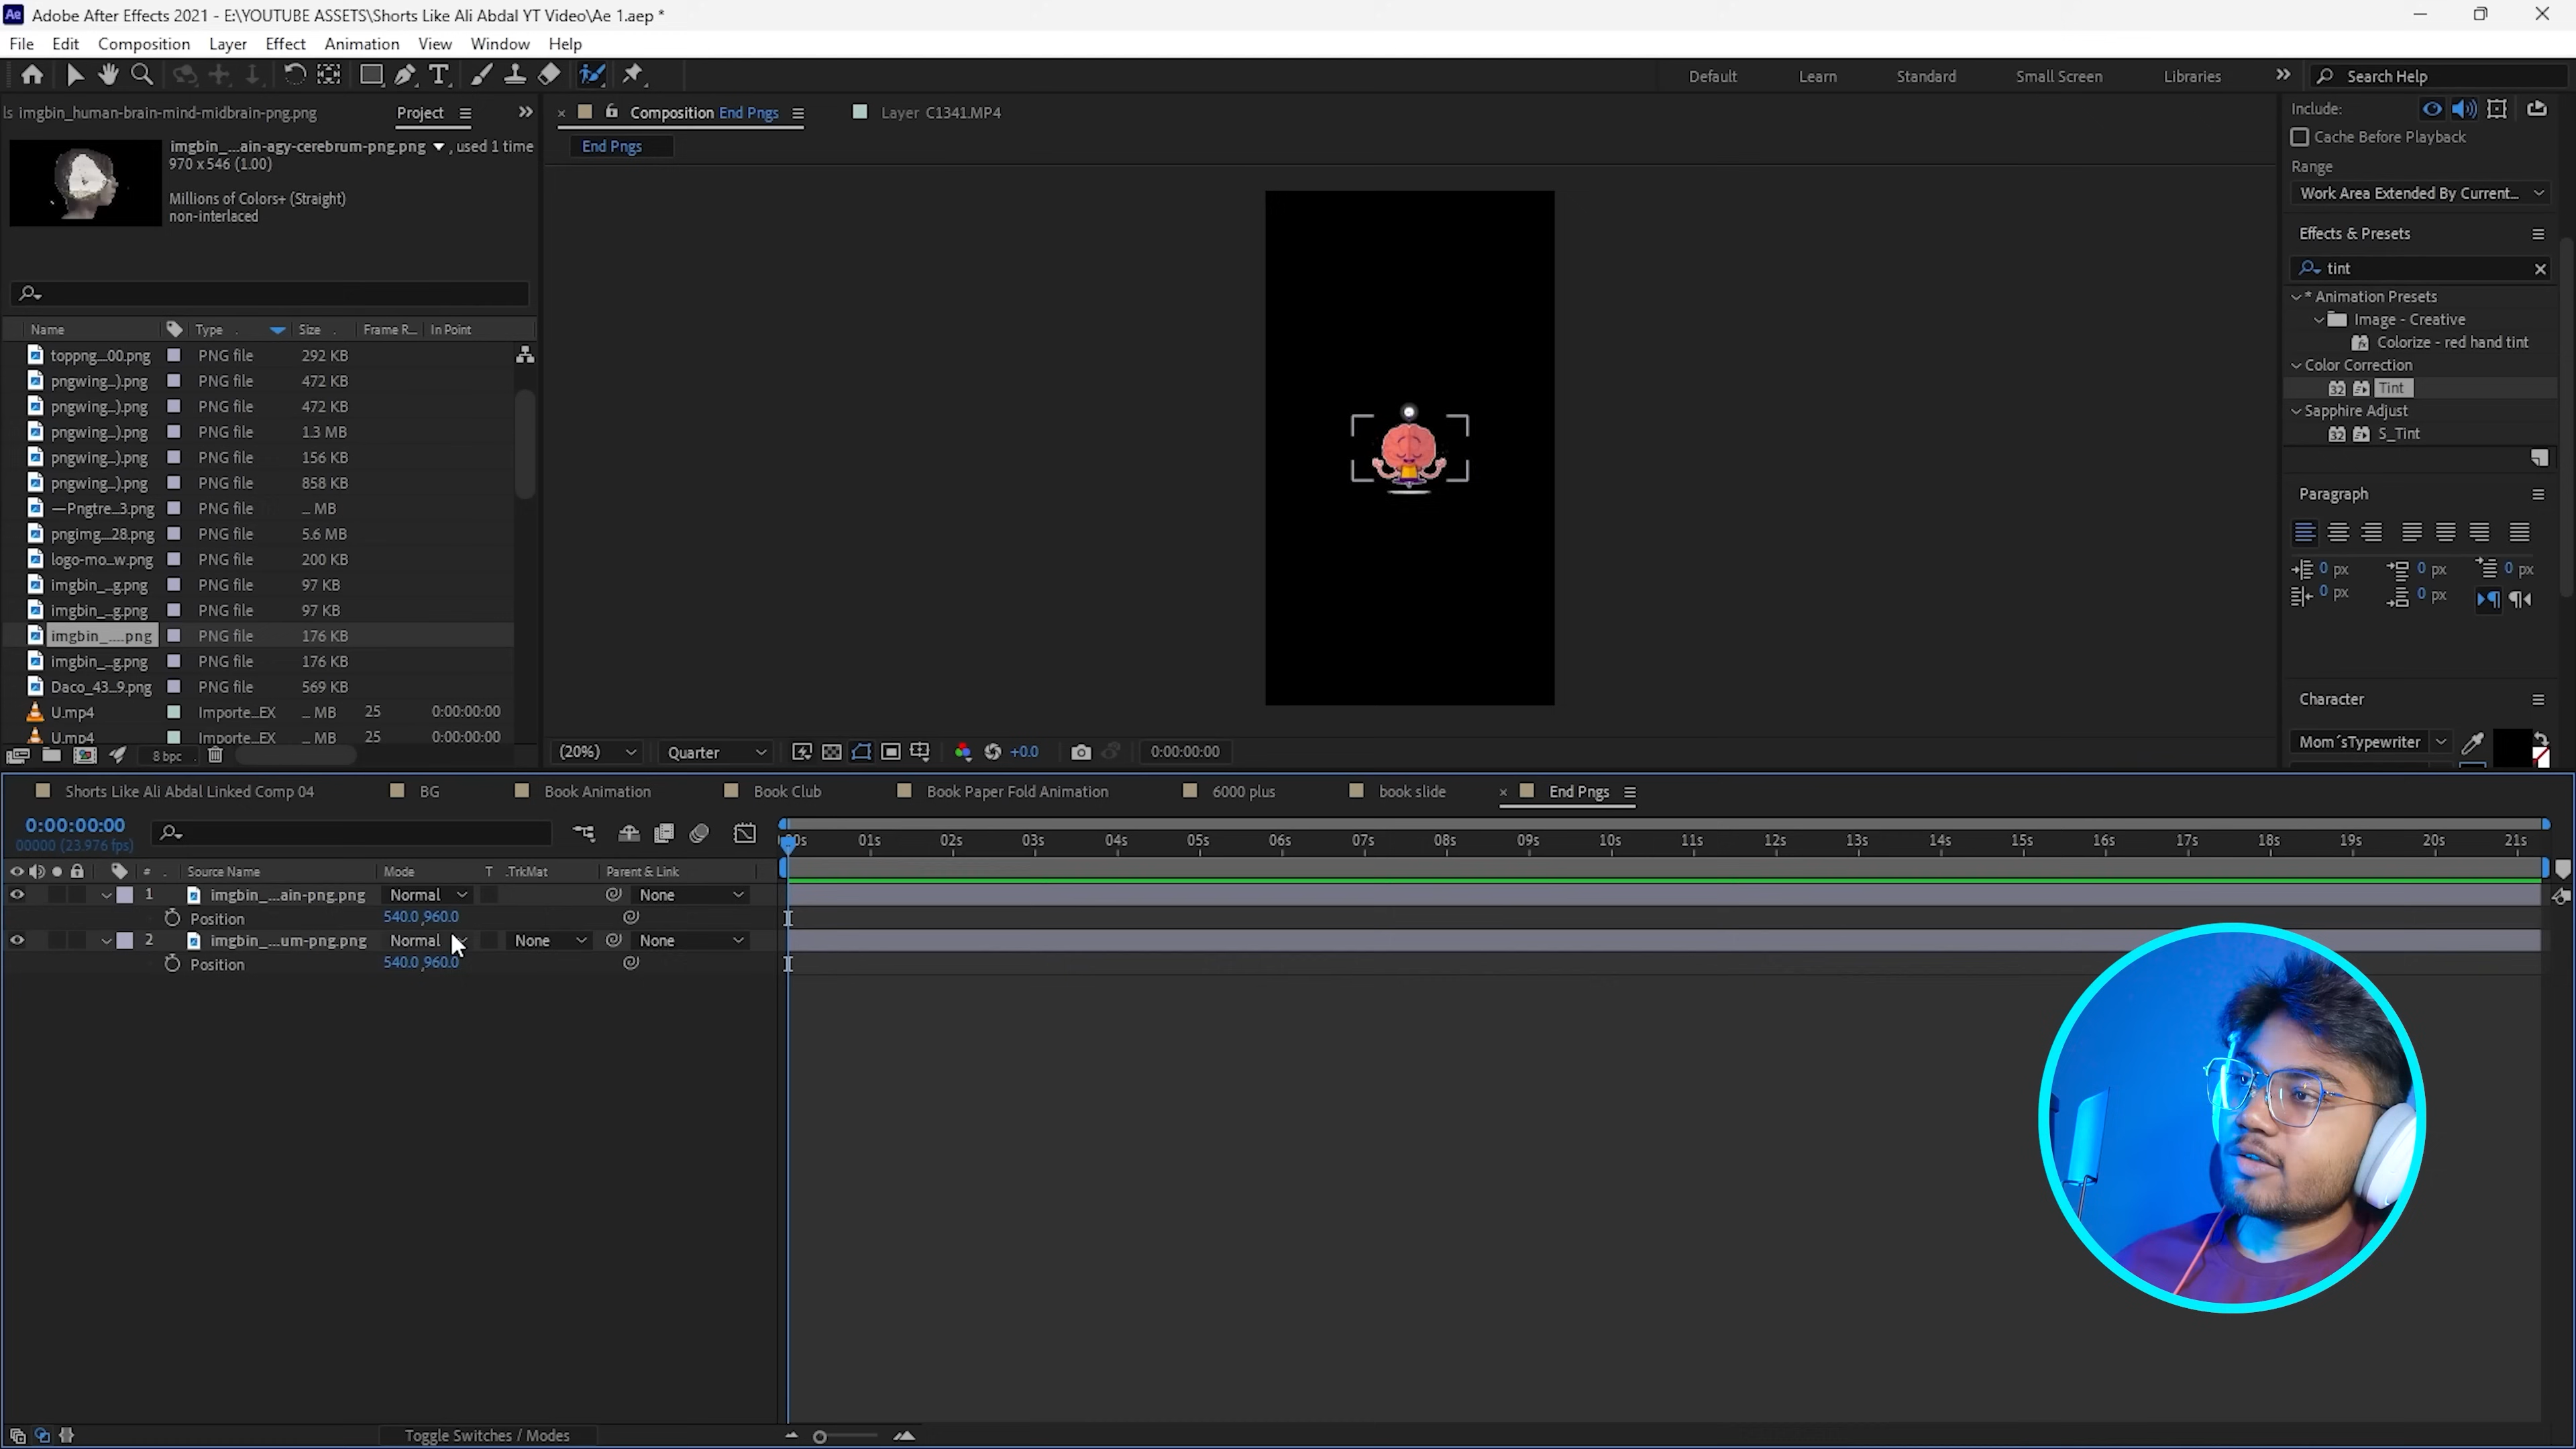 Adobe After Effects 2021 - E:\YOUTUBE ASSETS\Shorts Like Ali Abdal YT Video\Ae 1.aep *
File Edit Composition Layer Effect Animation View Window Help
Default Learn Standard Small Screen Libraries Search Help
ls imgbin_human-brain-mind-midbrain-png.png Project
imgbin_...ain-agy-cerebrum-png.png , used 1 time
970 x 546 (1.00)
Millions of Colors+ (Straight)
non-interlaced
Name Type Size Frame R... In Point
toppng_...00.png PNG file 292 KB
pngwing...).png PNG file 472 KB
pngwing...).png PNG file 472 KB
pngwing...).png PNG file 1.3 MB
pngwing...).png PNG file 156 KB
pngwing...).png PNG file 858 KB
—Pngtre...3.png PNG file ... MB
pngimg...28.png PNG file 5.6 MB
logo-mo...w.png PNG file 200 KB
imgbin_...g.png PNG file 97 KB
imgbin_...g.png PNG file 97 KB
imgbin_....png PNG file 176 KB
imgbin_...g.png PNG file 176 KB
Daco_43...9.png PNG file 569 KB
U.mp4 Importe...EX ... MB 25 0:00:00:00
U.mp4 Importe...EX ... MB 25 0:00:00:00
8 bpc
Composition End Pngs Layer C1341.MP4
End Pngs
(20%) Quarter +0.0 0:00:00:00
Include:
Cache Before Playback
Range
Work Area Extended By Current...
Effects & Presets
tint
* Animation Presets
Image - Creative
Colorize - red hand tint
Color Correction
32 Tint
Sapphire Adjust
32 S_Tint
Paragraph
0 px 0 px 0 px
0 px 0 px
Character
Mom´sTypewriter
Shorts Like Ali Abdal Linked Comp 04 BG Book Animation Book Club Book Paper Fold Animation 6000 plus book slide End Pngs
0:00:00:00
00000 (23.976 fps)
00s 01s 02s 03s 04s 05s 06s 07s 08s 09s 10s 11s 12s 13s 14s 15s 16s 17s 18s 19s 20s 21s
# Source Name Mode T .TrkMat Parent & Link
1 imgbin_...ain-png.png Normal None
Position 540.0,960.0
2 imgbin_...um-png.png Normal None None
Position 540.0,960.0
Toggle Switches / Modes